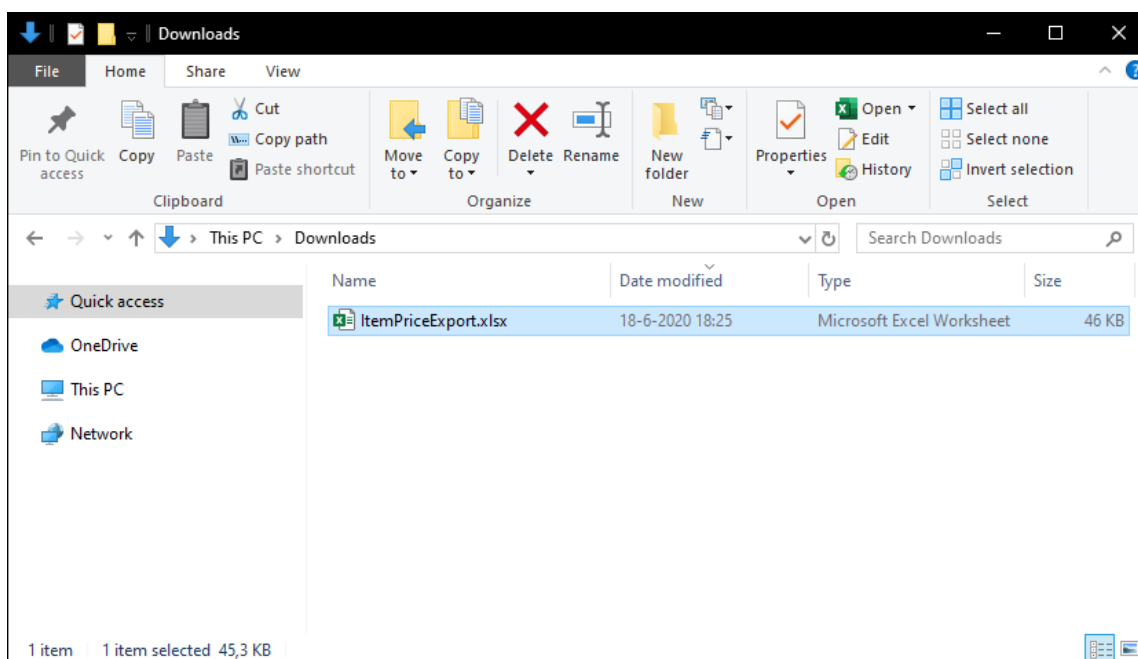 Downloads
File Home Share View
Pin to Quick access
Copy
Paste
Cut
Copy path
Paste shortcut
Clipboard
Move to
Copy to
Delete
Rename
Organize
New folder
New
Properties
Open
Edit
History
Open
Select all
Select none
Invert selection
Select
This PC > Downloads
Search Downloads
Name Date modified Type Size
Quick access
OneDrive
This PC
Network
ItemPriceExport.xlsx 18-6-2020 18:25 Microsoft Excel Worksheet 46 KB
1 item 1 item selected 45,3 KB